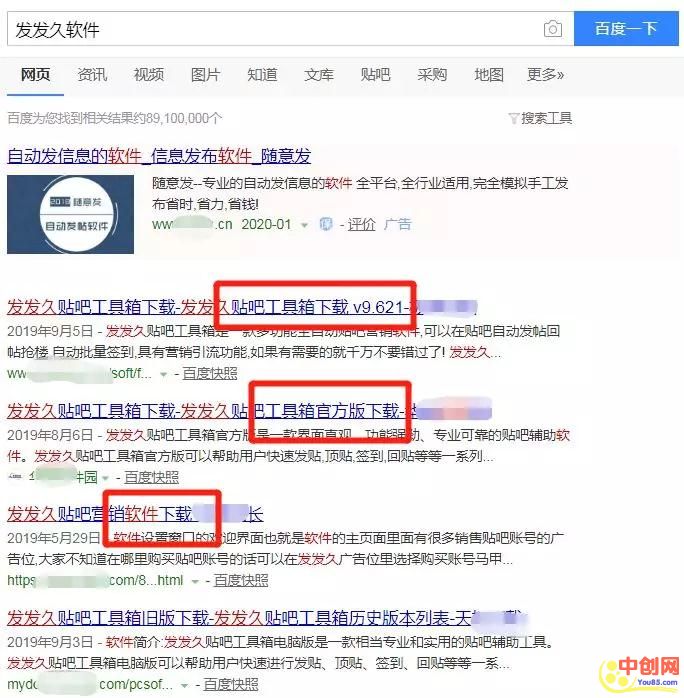 发发久软件
百度一下
网页 资讯 视频 图片 知道 文库 贴吧 采购 地图 更多»
百度为您找到相关结果约89,100,000个
搜索工具
自动发信息的软件_信息发布软件_随意发
2018 随意发
自动发帖软件
随意发--专业的自动发信息的软件 全平台,全行业适用,完全模拟手工发
布省时,省力,省钱!
.cn 2020-01 - 评价 广告
发发久贴吧工具箱下载-发发久贴吧工具箱下载 v9.621-
2019年9月5日 - 发发久贴吧工具箱是一款多功能全自动贴吧营销软件,可以在贴吧自动发帖回
帖抢楼,自动批量签到,具有营销引流功能,如果有需要的就千万不要错过了! 发发久...
/soft/f... - 百度快照
发发久贴吧工具箱下载-发发久贴吧工具箱官方版下载-
2019年8月6日 - 发发久贴吧工具箱官方版是一款界面直观、功能强劲、专业可靠的贴吧辅助软
件。发发久贴吧工具箱官方版可以帮助用户快速发贴,顶贴,签到,回贴等等一系列...
件园 - 百度快照
发发久贴吧营销软件下载
2019年5月29日 - 软件设置窗口的欢迎界面也就是软件的主页面里面有很多销售贴吧账号的广
告位,大家不知道在哪里购买贴吧账号的话可以在发发久广告位里选择购买账号马甲...
https com/8...html - 百度快照
发发久贴吧工具箱旧版下载-发发久贴吧工具箱历史版本列表-天
2019年9月3日 - 软件简介:发发久贴吧工具箱电脑版是一款相当专业和实用的贴吧辅助工具。
发发久贴吧工具箱电脑版可以帮助用户快速进行发贴、顶贴、签到、回贴等等一系...
.com/pcsof... - 百度快照
中创网
You85.com